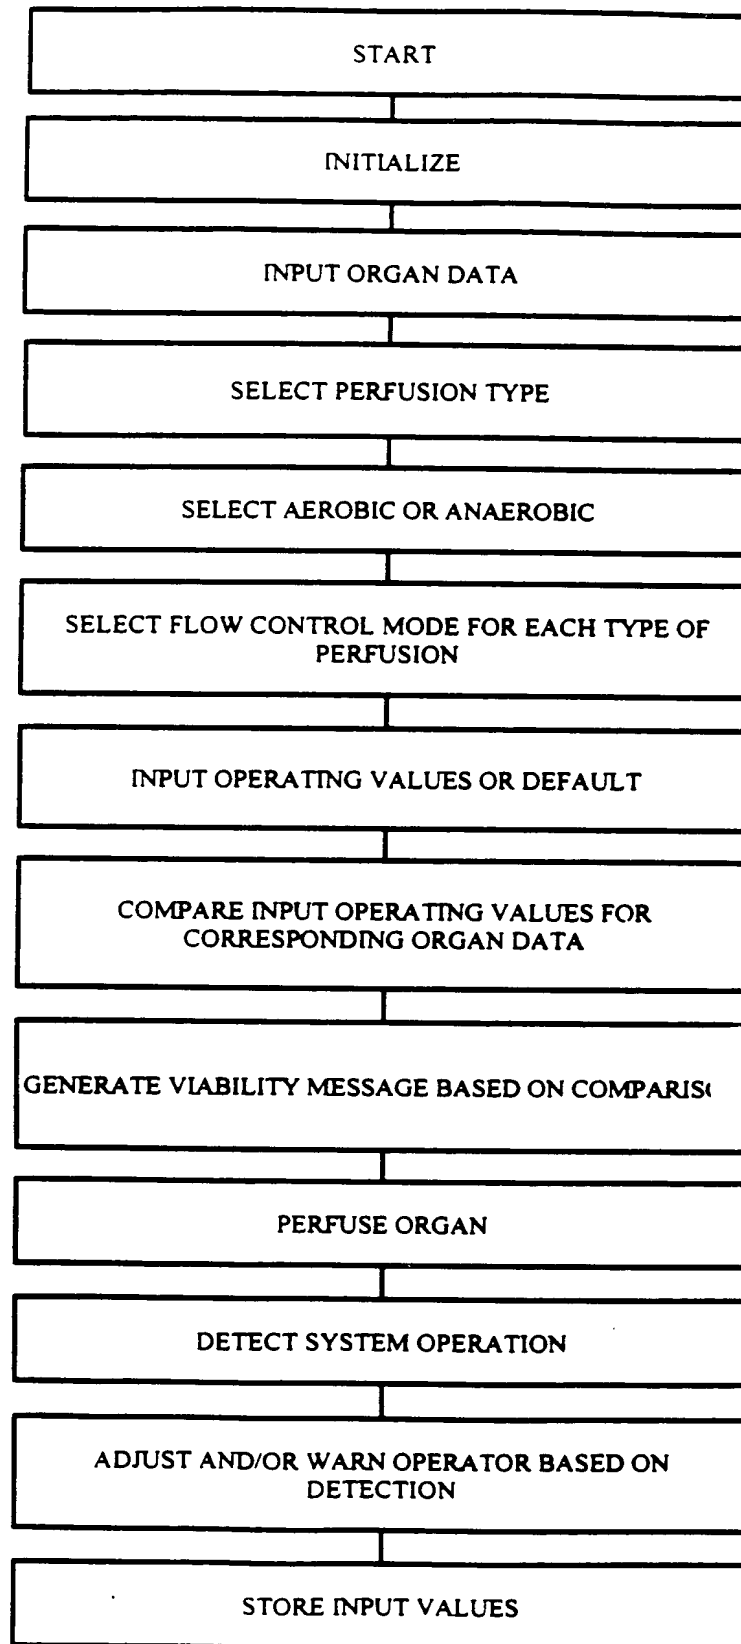 START
INITIALIZE
INPUT ORGAN DATA
SELECT PERFUSION TYPE
SELECT AEROBIC OR ANAEROBIC
SELECT FLOW CONTROL MODE FOR EACH TYPE OF
PERFUSION
INPUT OPERATING VALUES OR DEFAULT
COMPARE INPUT OPERATING VALUES FOR
CORRESPONDING ORGAN DATA
GENERATE VIABILITY MESSAGE BASED ON
PERFUSE ORGAN
DETECT SYSTEM OPERATION
ADJUST AND/OR WARN OPERATOR BASED ON
DETECTION
STORE INPUT VALUES